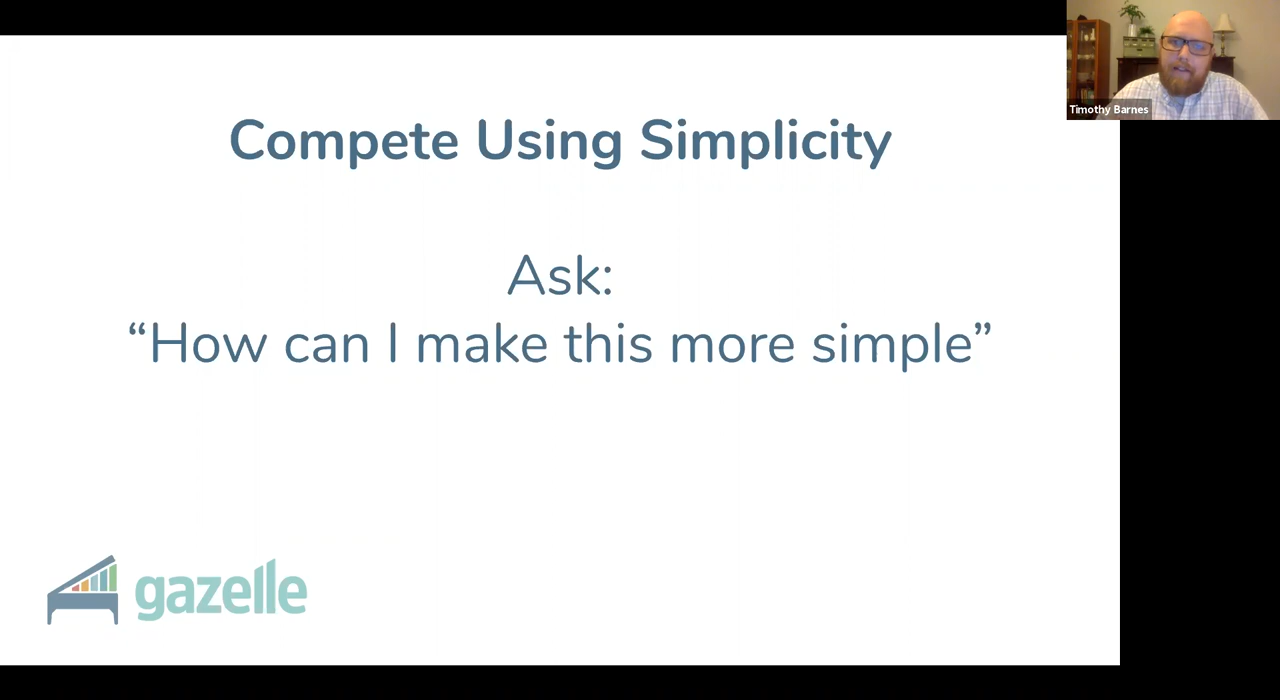 Timothy Barnes
Compete Using Simplicity
Ask:
“How can I make this more simple”
gazelle